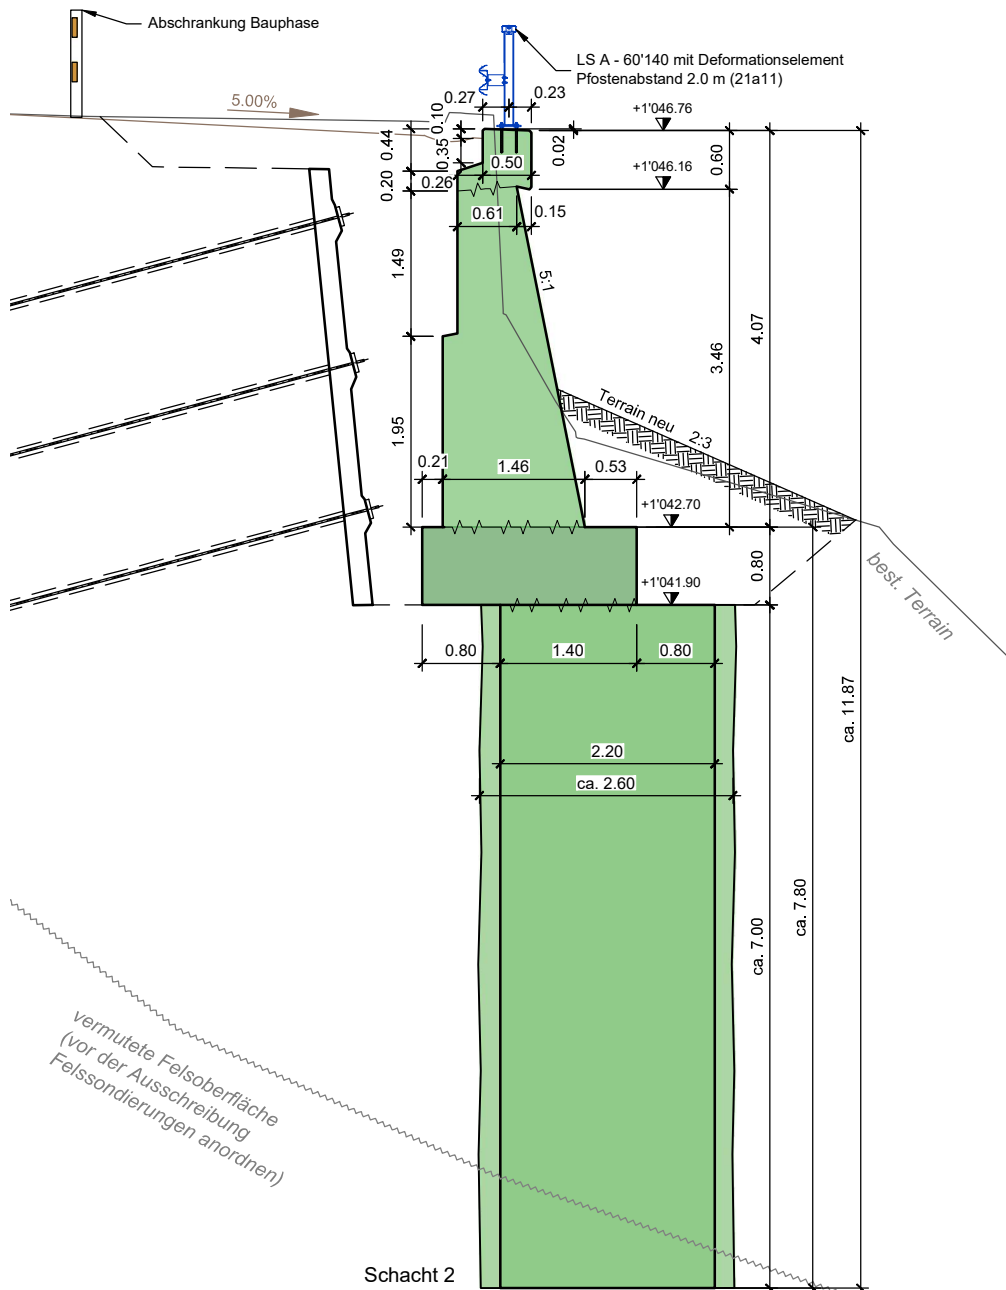 Abschrankung Bauphase
LS A - 60'140 mit Deformationselement
Pfostenabstand 2.0 m (21a11)
5.00%
0.27
0.23
+1'046.76
0.10
0.44
0.35
0.02
0.60
0.50
0.26
0.20
+1'046.16
0.61
0.15
1.49
5:1
4.07
3.46
Terrain neu
2:3
1.95
0.21
1.46
0.53
+1'042.70
0.80
best. Terrain
+1'041.90
0.80
1.40
0.80
ca. 11.87
2.20
ca. 2.60
ca. 7.80
ca. 7.00
vermutete Felsoberfläche
(vor der Ausschreibung
Felssondierungen anordnen)
Schacht 2